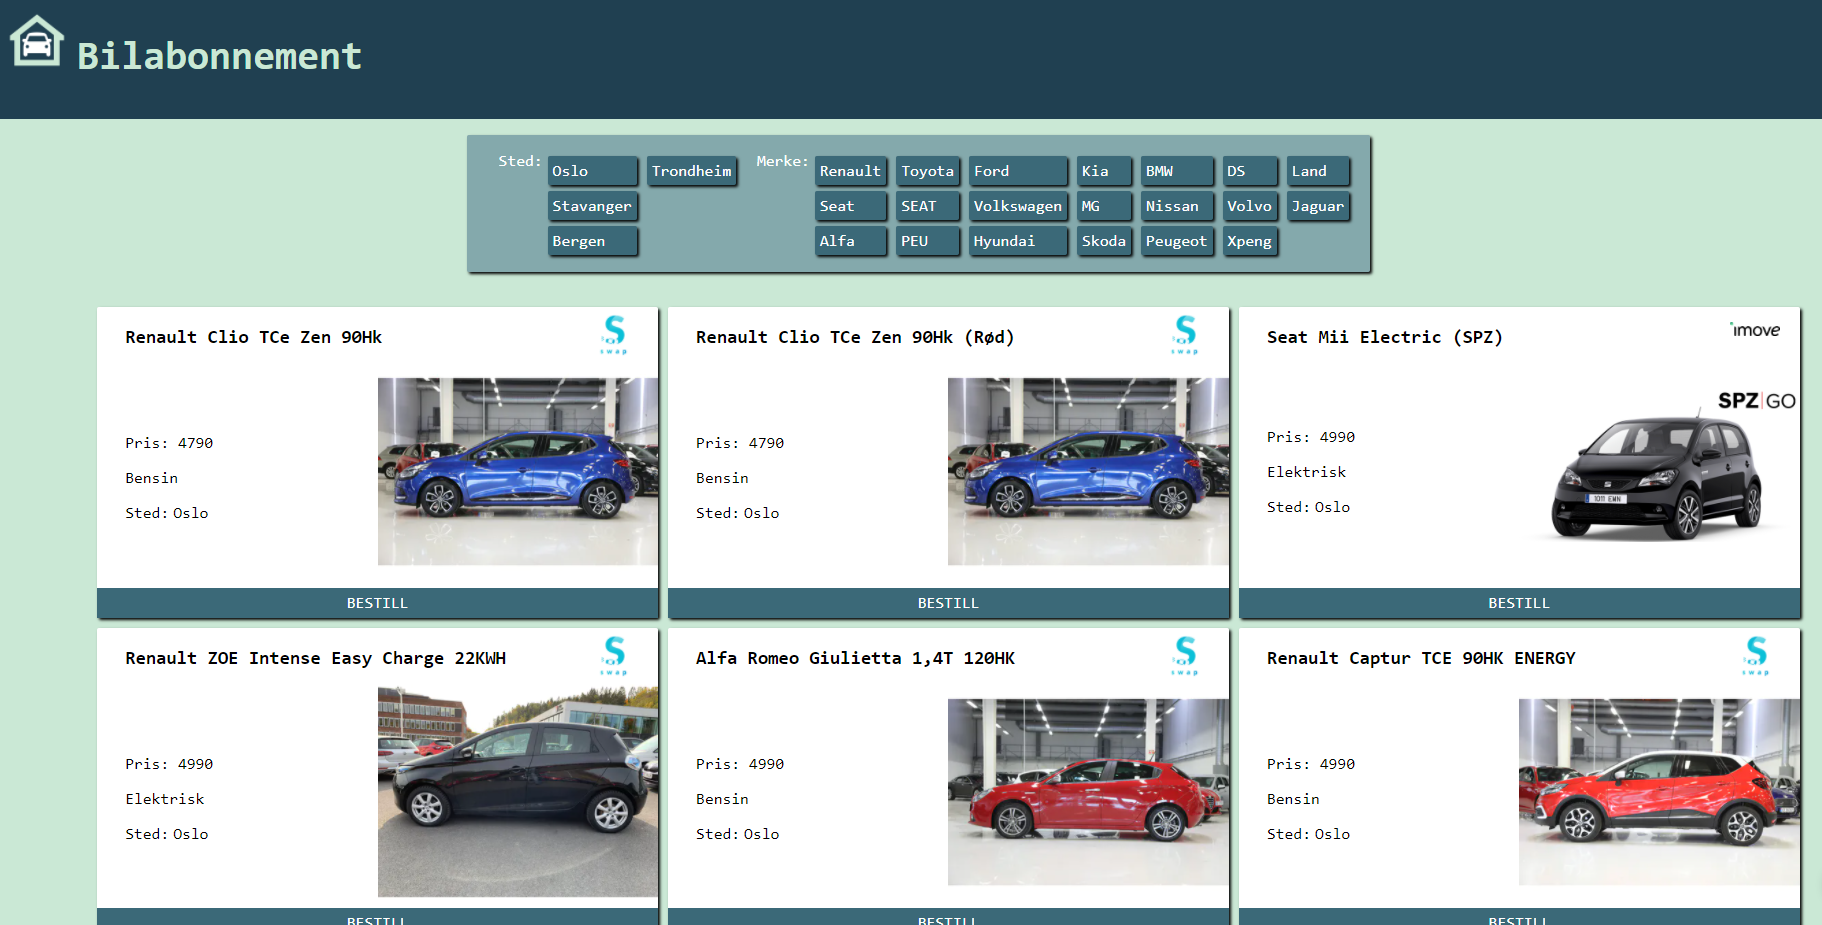 Bilabonnement
Sted: Oslo Trondheim Merke: Renault Toyota Ford Kia BMW DS Land
Stavanger Seat SEAT Volkswagen MG Nissan Volvo Jaguar
Bergen Alfa PEU Hyundai Skoda Peugeot Xpeng
Renault Clio TCe Zen 90Hk
swap
Pris: 4790
Bensin
Sted: Oslo
BESTILL
Renault Clio TCe Zen 90Hk (Rød)
swap
Pris: 4790
Bensin
Sted: Oslo
BESTILL
Seat Mii Electric (SPZ)
imove
SPZ|GO
Pris: 4990
Elektrisk
Sted: Oslo
1011 EWN
BESTILL
Renault ZOE Intense Easy Charge 22KWH
swap
Pris: 4990
Elektrisk
Sted: Oslo
BESTILL
Alfa Romeo Giulietta 1,4T 120HK
swap
Pris: 4990
Bensin
Sted: Oslo
BESTILL
Renault Captur TCE 90HK ENERGY
swap
Pris: 4990
Bensin
Sted: Oslo
BESTILL